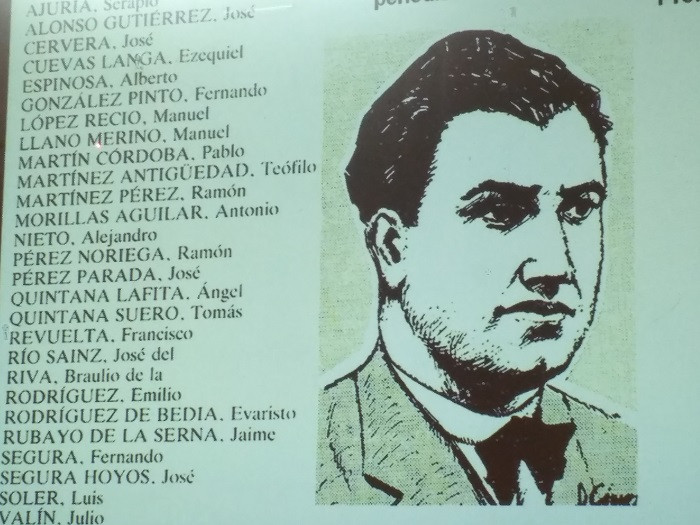 AJURIA, Serapio
ALONSO GUTIÉRREZ, José
CERVERA, José
CUEVAS LANGA, Ezequiel
ESPINOSA, Alberto
GONZÁLEZ PINTO, Fernando
LÓPEZ RECIO, Manuel
LLANO MERINO, Manuel
MARTÍN CÓRDOBA, Pablo
MARTÍNEZ ANTIGÜEDAD, Teófilo
MARTÍNEZ PÉREZ, Ramón
MORILLAS AGUILAR, Antonio
NIETO, Alejandro
PÉREZ NORIEGA, Ramón
PÉREZ PARADA, José
QUINTANA LAFITA, Ángel
QUINTANA SUERO, Tomás
REVUELTA, Francisco
RÍO SAINZ, José del
RIVA, Braulio de la
RODRÍGUEZ, Emilio
RODRÍGUEZ DE BEDIA, Evaristo
RUBAYO DE LA SERNA, Jaime
SEGURA, Fernando
SEGURA HOYOS, José
SOLER, Luis
VALÍN, Julio